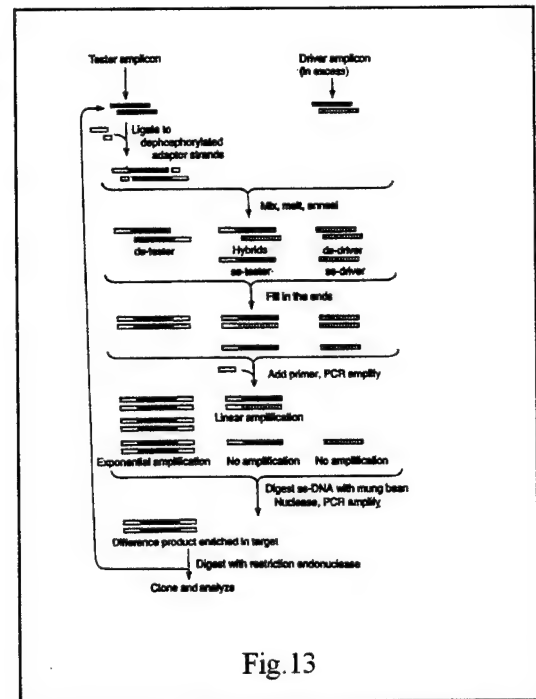 Tester amplicon
Driver amplicon
(in excess)
Ligate to
dephosphorylated
adaptor strands
Mix, melt, anneal
ds-tester
Hybrids
ds-driver
ss-tester
ss-driver
Fill in the ends
Add primer, PCR amplify
Linear amplification
Exponential amplification
No amplification
No amplification
Digest ss-DNA with mung bean
Nuclease, PCR amplify
Difference product enriched in target
Digest with restriction endonuclease
Clone and analyze
Fig.13